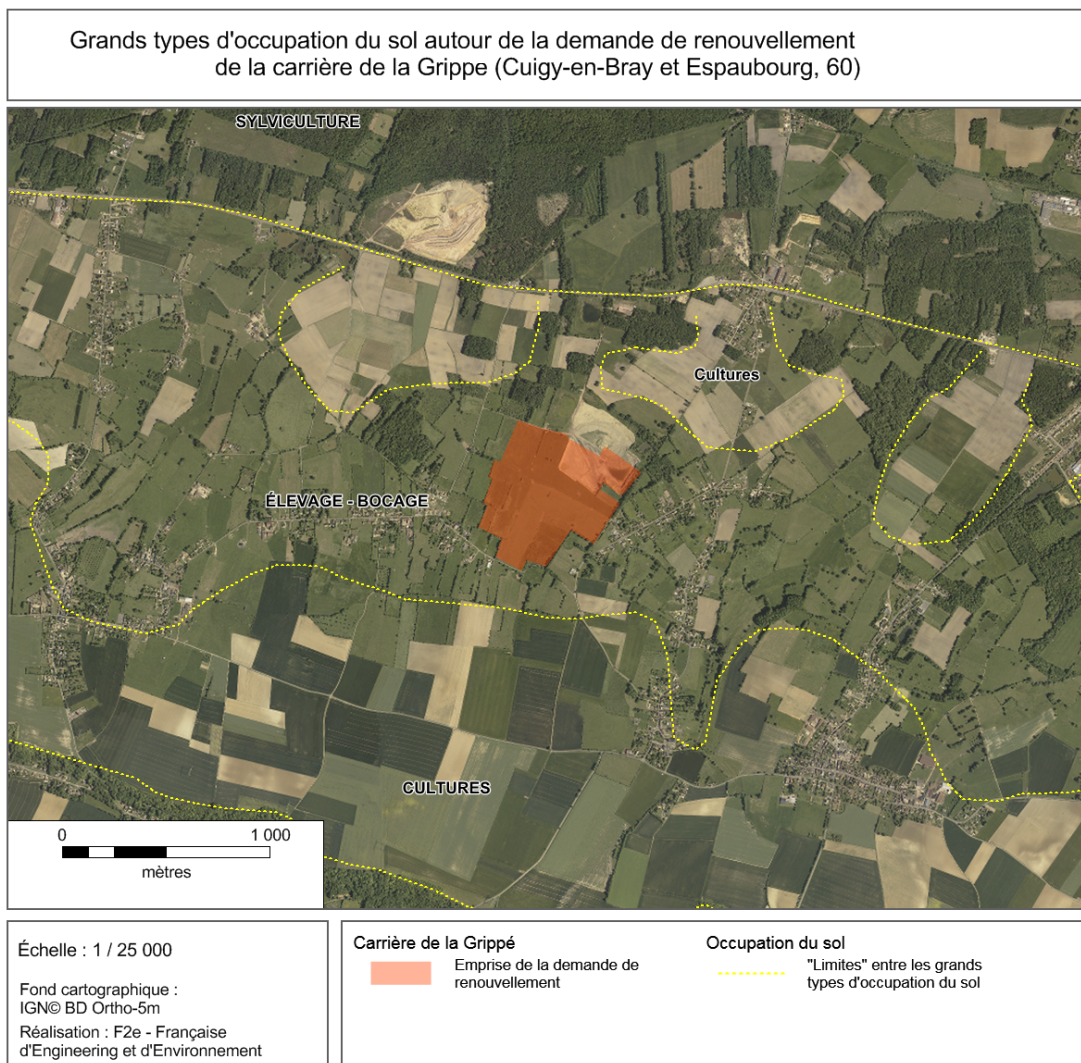 Grands types d'occupation du sol autour de la demande de renouvellement
de la carrière de la Grippe (Cuigy-en-Bray et Espaubourg, 60)
SYLVICULTURE
Cultures
ÉLEVAGE - BOCAGE
CULTURES
0 1 000
mètres
Échelle : 1 / 25 000
Fond cartographique :
IGN© BD Ortho-5m
Réalisation : F2e - Française
d'Engineering et d'Environnement
Carrière de la Grippé
Emprise de la demande de
renouvellement
Occupation du sol
"Limites" entre les grands
types d'occupation du sol